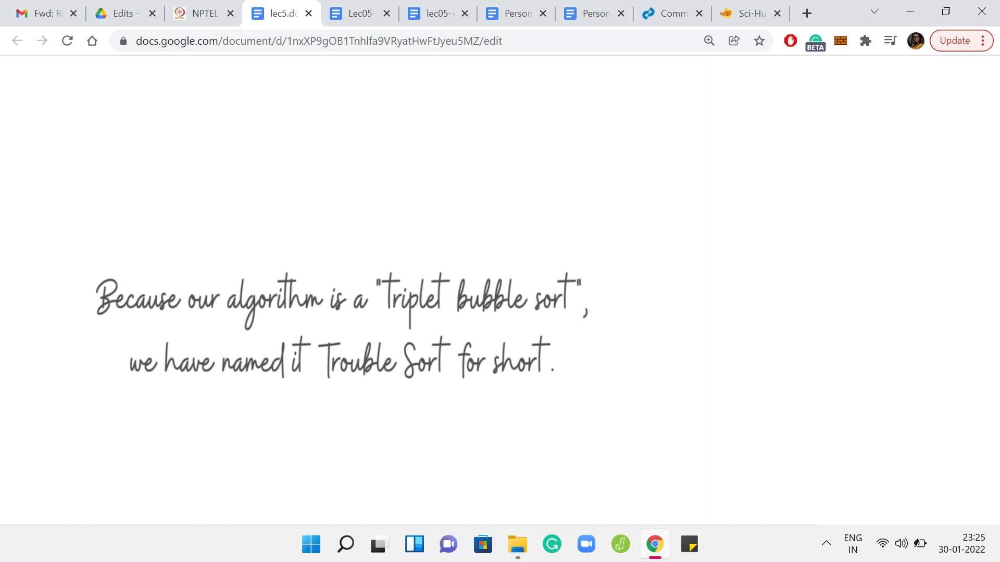 Fwd: Re
Edits -
NPTEL
lec5.do
Lec05-
lec05-v
Person
Person
Comm
Sci-Hu
docs.google.com/document/d/1nxXP9gOB1Tnhlfa9VRyatHwFtJyeu5MZ/edit
BETA
Update
Because our algorithm is a "triplet bubble sort",
we have named it Trouble Sort for short.
ENG
IN
23:25
30-01-2022